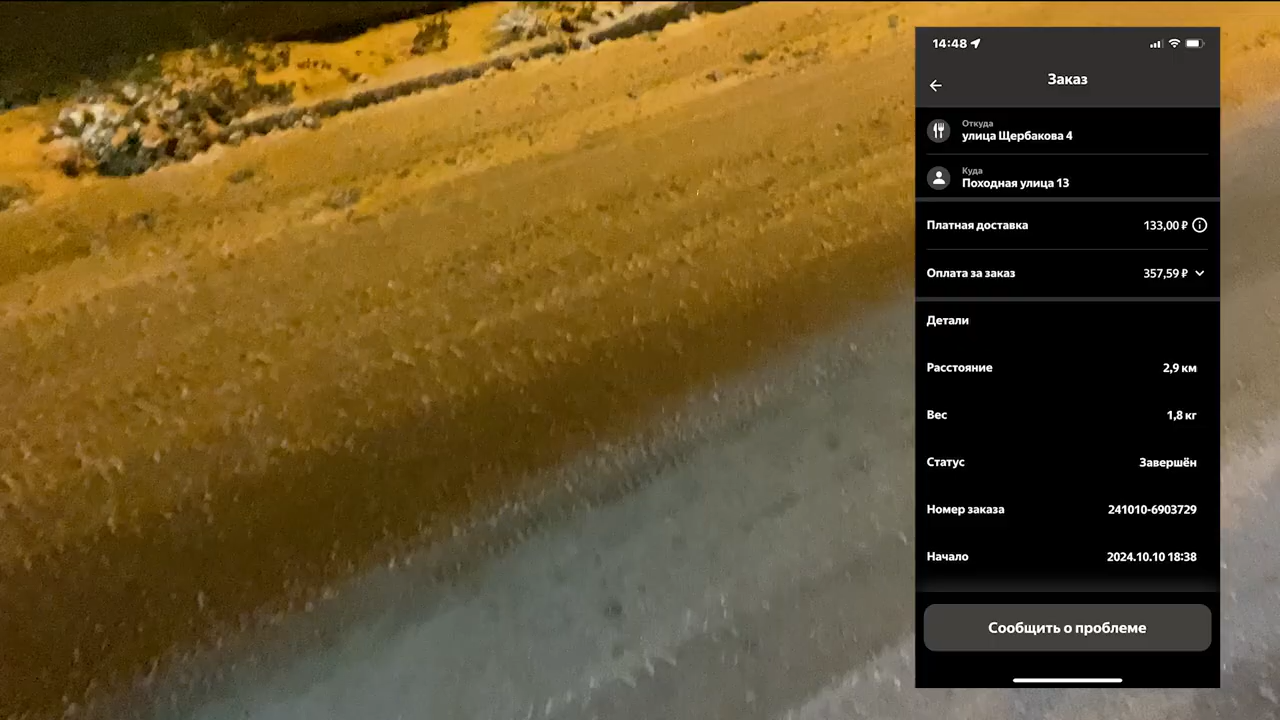 14:48
Заказ
Откуда
улица Щербакова 4
Куда
Походная улица 13
Платная доставка 133,00 ₽
Оплата за заказ 357,59 ₽
Детали
Расстояние 2,9 км
Вес 1,8 кг
Статус Завершён
Номер заказа 241010-6903729
Начало 2024.10.10 18:38
Сообщить о проблеме